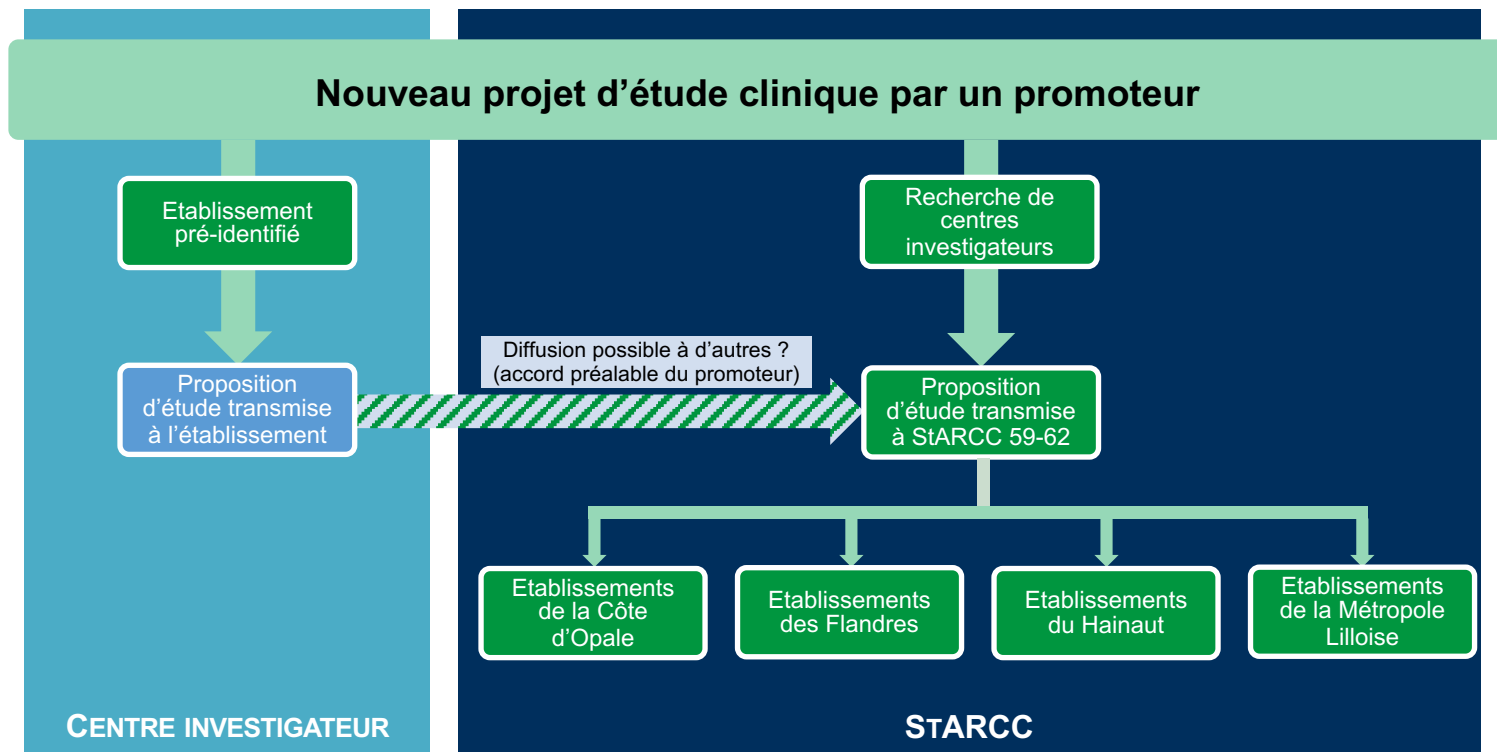 Nouveau projet d’étude clinique par un promoteur
Etablissement
pré-identifié
Recherche de
centres
investigateurs
Proposition
d’étude transmise
à l’établissement
Diffusion possible à d’autres ?
(accord préalable du promoteur)
Proposition
d’étude transmise
à StARCC 59-62
Etablissements
de la Côte
d’Opale
Etablissements
des Flandres
Etablissements
du Hainaut
Etablissements
de la Métropole
Lilloise
CENTRE INVESTIGATEUR
STARCC